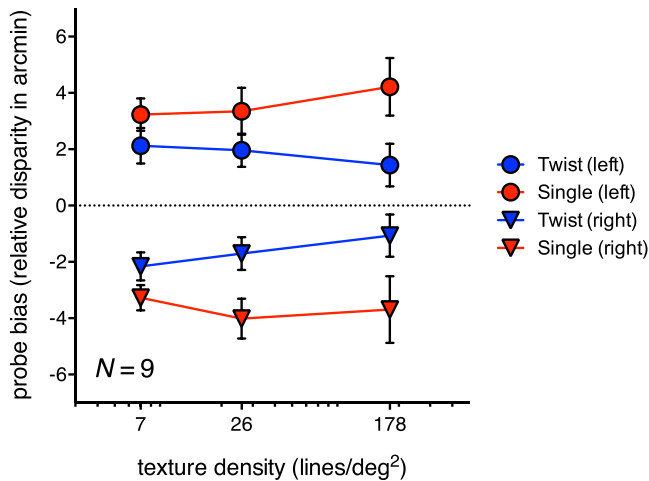 6
4
2
0
-2
-4
-6
probe bias (relative disparity in arcmin)
N = 9
7 26 178
texture density (lines/deg²)
Twist (left)
Single (left)
Twist (right)
Single (right)